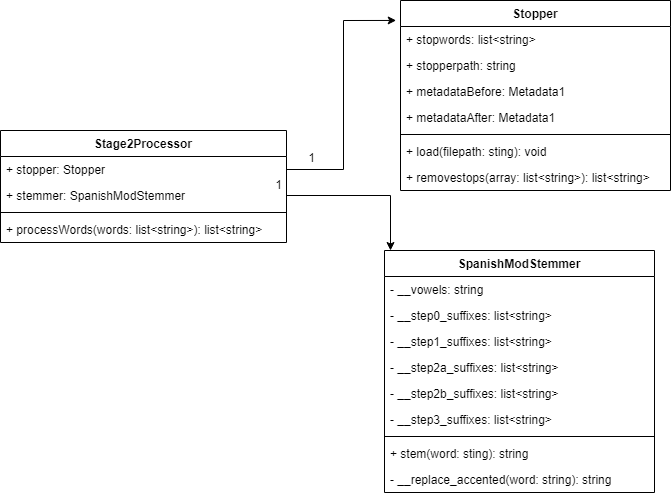 Stopper
+ stopwords: list<string>
+ stopperpath: string
+ metadataBefore: Metadata1
+ metadataAfter: Metadata1
+ load(filepath: sting): void
+ removestops(array: list<string>): list<string>
Stage2Processor
+ stopper: Stopper
+ stemmer: SpanishModStemmer
+ processWords(words: list<string>): list<string>
1
1
SpanishModStemmer
- __vowels: string
- __step0_suffixes: list<string>
- __step1_suffixes: list<string>
- __step2a_suffixes: list<string>
- __step2b_suffixes: list<string>
- __step3_suffixes: list<string>
+ stem(word: sting): string
- __replace_accented(word: string): string